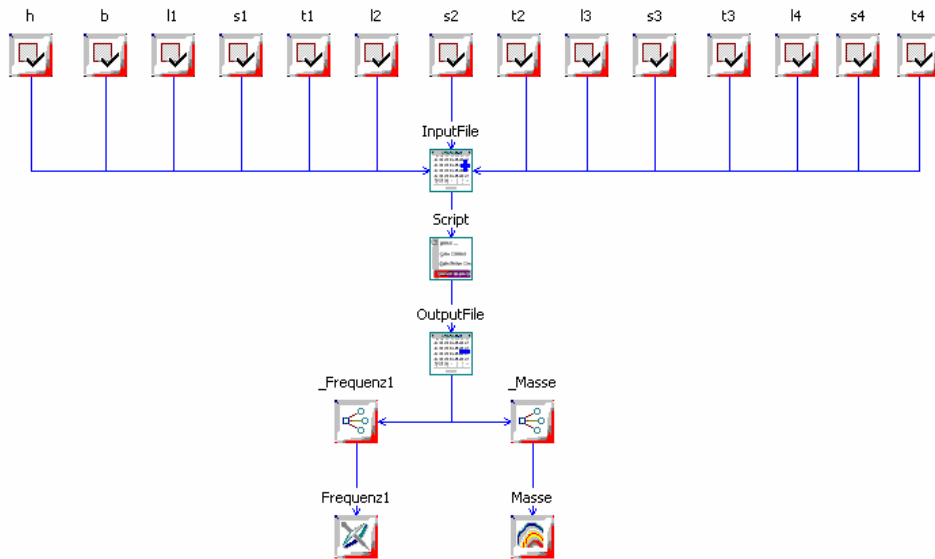 h b l1 s1 t1 l2 s2 t2 l3 s3 t3 l4 s4 t4
InputFile
Script
OutputFile
_Frequenz1 _Masse
Frequenz1 Masse